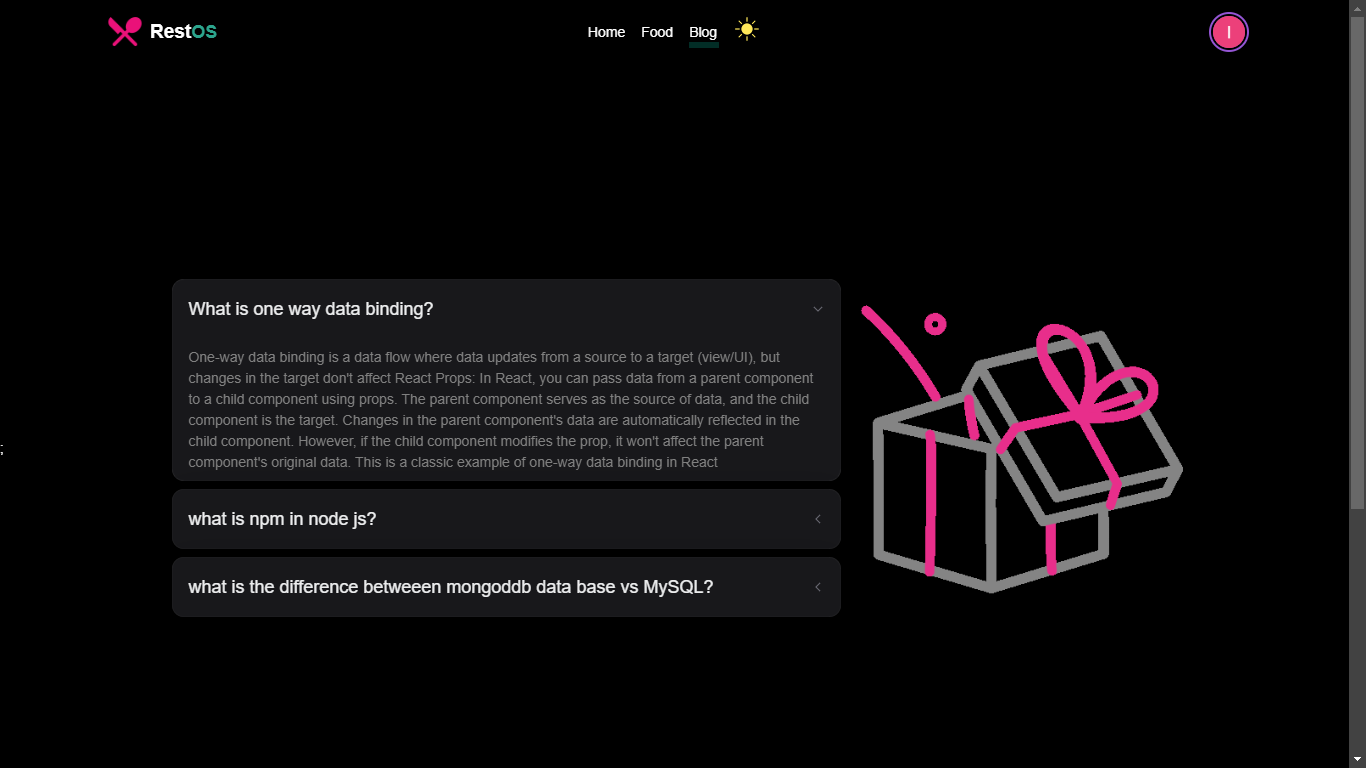 RestOS
Home Food Blog
I
What is one way data binding?
One-way data binding is a data flow where data updates from a source to a target (view/UI), but
changes in the target don't affect React Props: In React, you can pass data from a parent component
to a child component using props. The parent component serves as the source of data, and the child
component is the target. Changes in the parent component's data are automatically reflected in the
child component. However, if the child component modifies the prop, it won't affect the parent
component's original data. This is a classic example of one-way data binding in React
;
what is npm in node js?
what is the difference betweeen mongoddb data base vs MySQL?